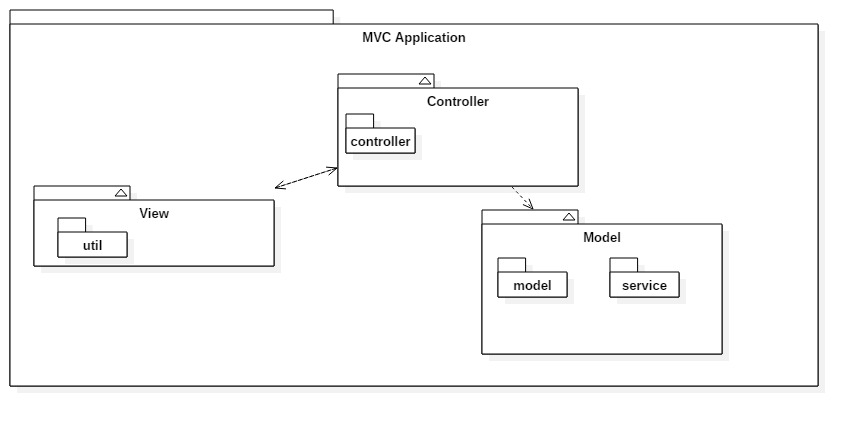 MVC Application
Controller
controller
View
util
Model
model
service